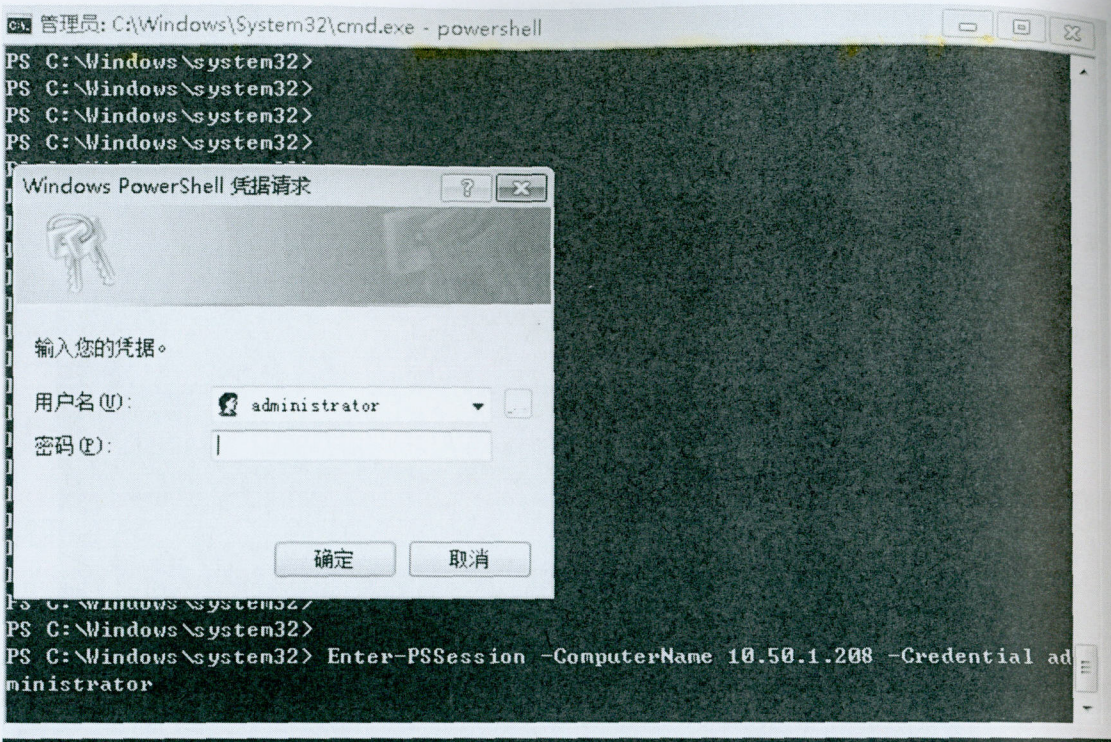 管理员: C:\Windows\System32\cmd.exe - powershell
PS C:\Windows\system32>
PS C:\Windows\system32>
PS C:\Windows\system32>
PS C:\Windows\system32>
Windows PowerShell 凭据请求
输入您的凭据。
用户名(U):
administrator
密码(P):
确定
取消
PS C:\Windows\system32>
PS C:\Windows\system32>
PS C:\Windows\system32> Enter-PSSession -ComputerName 10.50.1.208 -Credential ad
ministrator